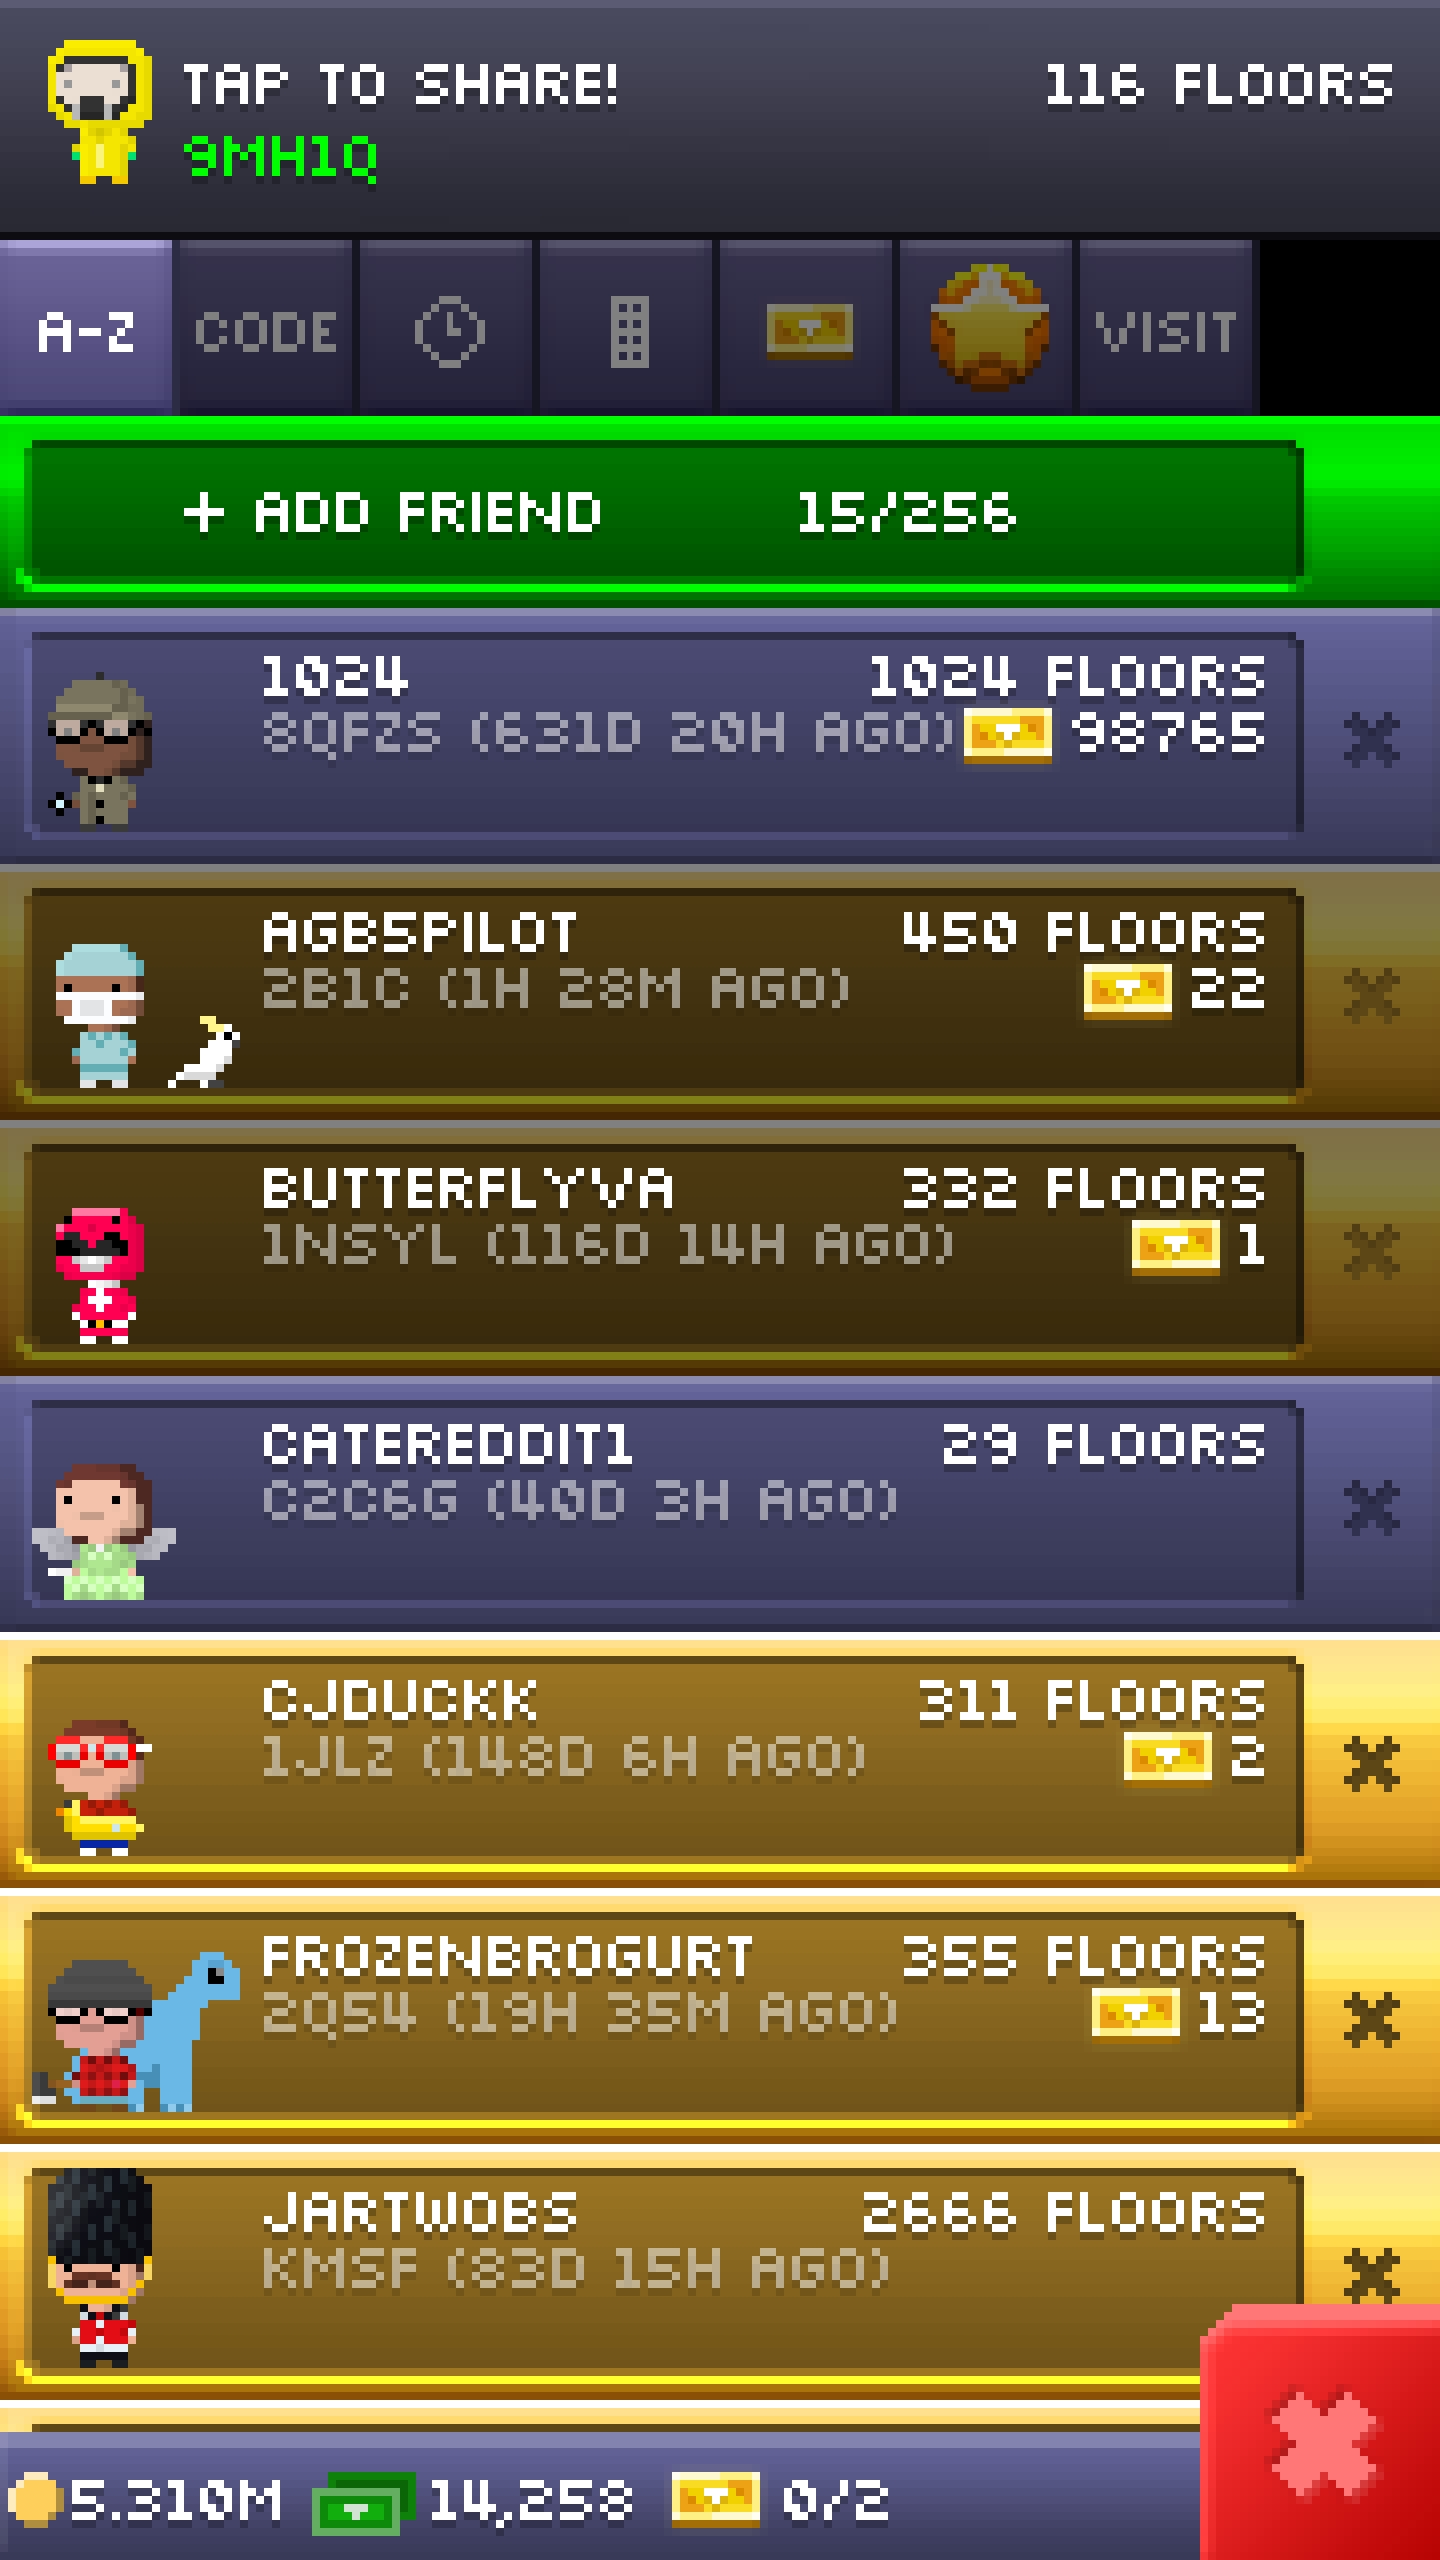 TAP TO SHARE!
116 FLOORS
9MH1Q
A-Z
CODE
VISIT
+ ADD FRIEND
15/256
1024
1024 FLOORS
8QFZS (631D 20H AGO)
98765
AGB5PILOT
450 FLOORS
2B1C (1H 28M AGO)
22
BUTTERFLYVA
332 FLOORS
1NSYL (116D 14H AGO)
1
CATEREDDIT1
29 FLOORS
C2C6G (40D 3H AGO)
CJDUCKK
311 FLOORS
1JLZ (148D 6H AGO)
2
FROZENBROGURT
355 FLOORS
2Q54 (19H 35M AGO)
13
JARTWOBS
2666 FLOORS
KMSF (83D 15H AGO)
5.310M
14,258
0/2